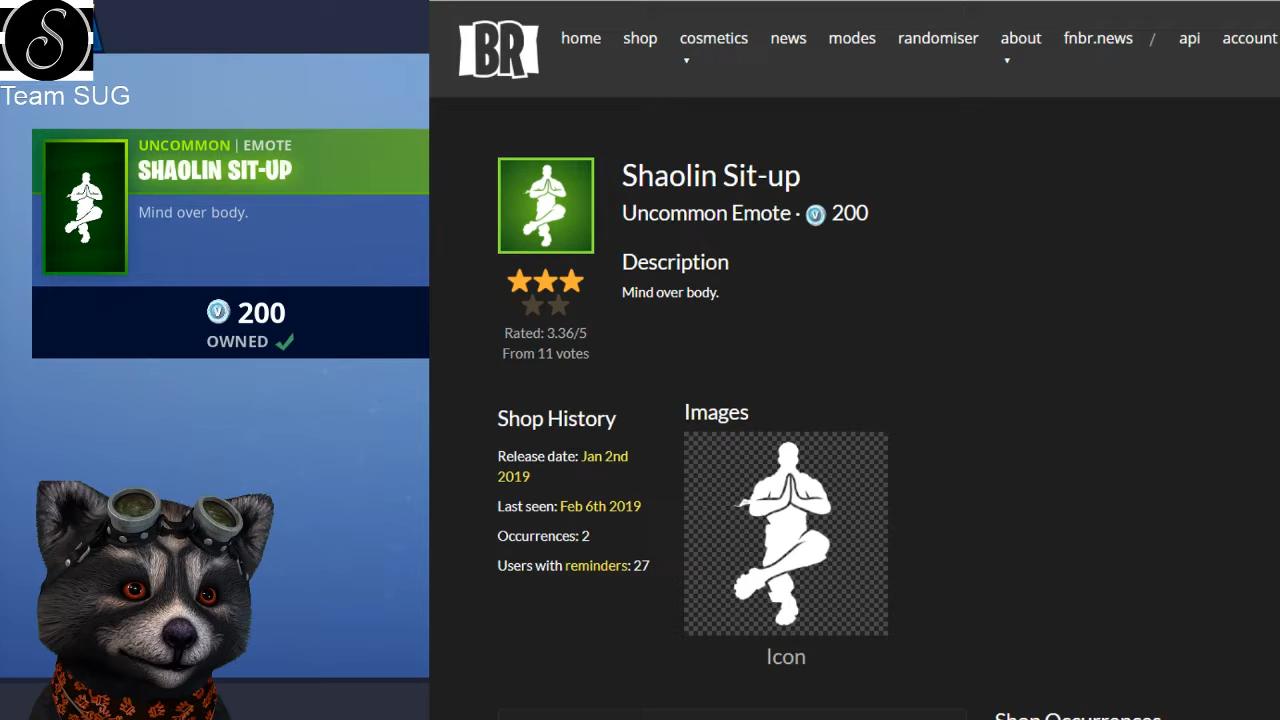 S
Team SUG
UNCOMMON | EMOTE
SHAOLIN SIT-UP
Mind over body.
V 200
OWNED
BR
home shop cosmetics news modes randomiser about fnbr.news / api account
Shaolin Sit-up
Uncommon Emote · V 200
Description
Mind over body.
Rated: 3.36/5
From 11 votes
Shop History
Release date: Jan 2nd
2019
Last seen: Feb 6th 2019
Occurrences: 2
Users with reminders: 27
Images
Icon
Shop Occurrences